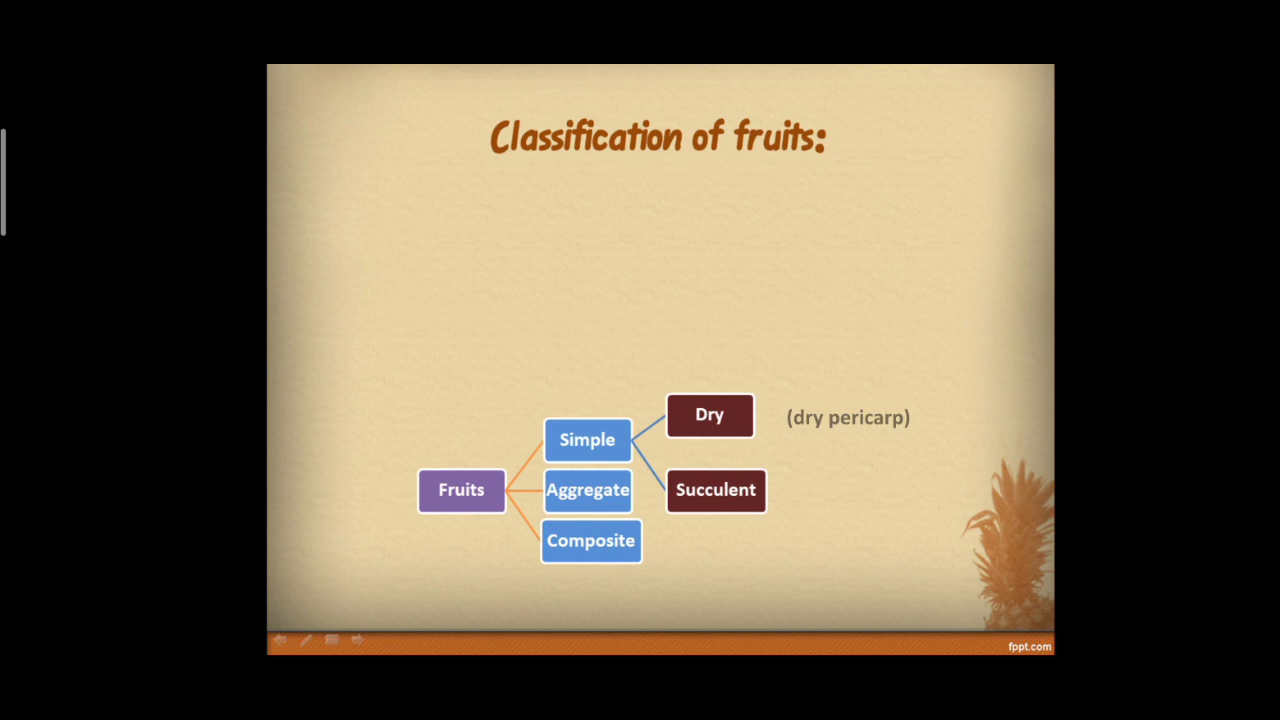 Classification of fruits:
Dry
(dry pericarp)
Simple
Fruits
Aggregate
Succulent
Composite
fppt.com